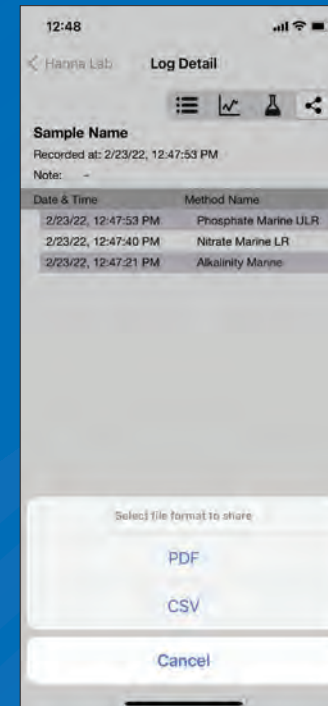 12:48
Hanna Lab Log Detail
Sample Name
Recorded at: 2/23/22, 12:47:53 PM
Note: -
Date & Time Method Name
2/23/22, 12:47:53 PM Phosphate Marine ULR
2/23/22, 12:47:40 PM Nitrate Marine LR
2/23/22, 12:47:21 PM Alkalinity Marine
Select file format to share
PDF
CSV
Cancel